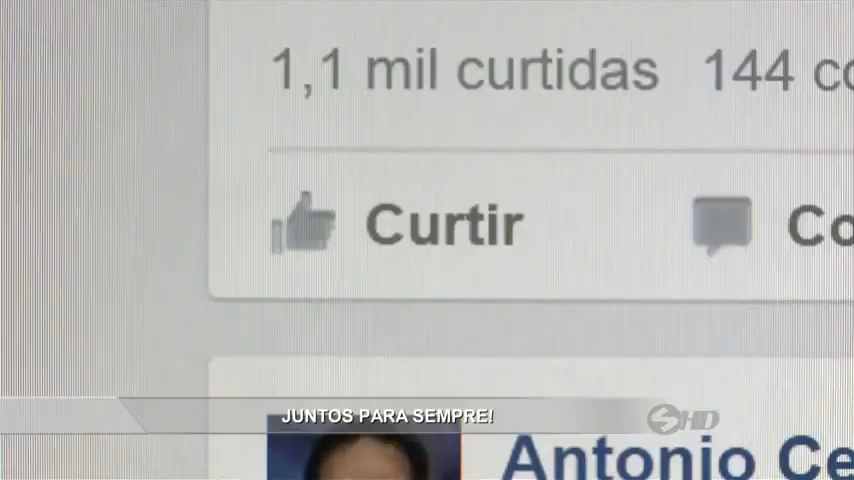 1,1 mil curtidas 144 co
Curtir Co
JUNTOS PARA SEMPRE!
HD
Antonio Ce